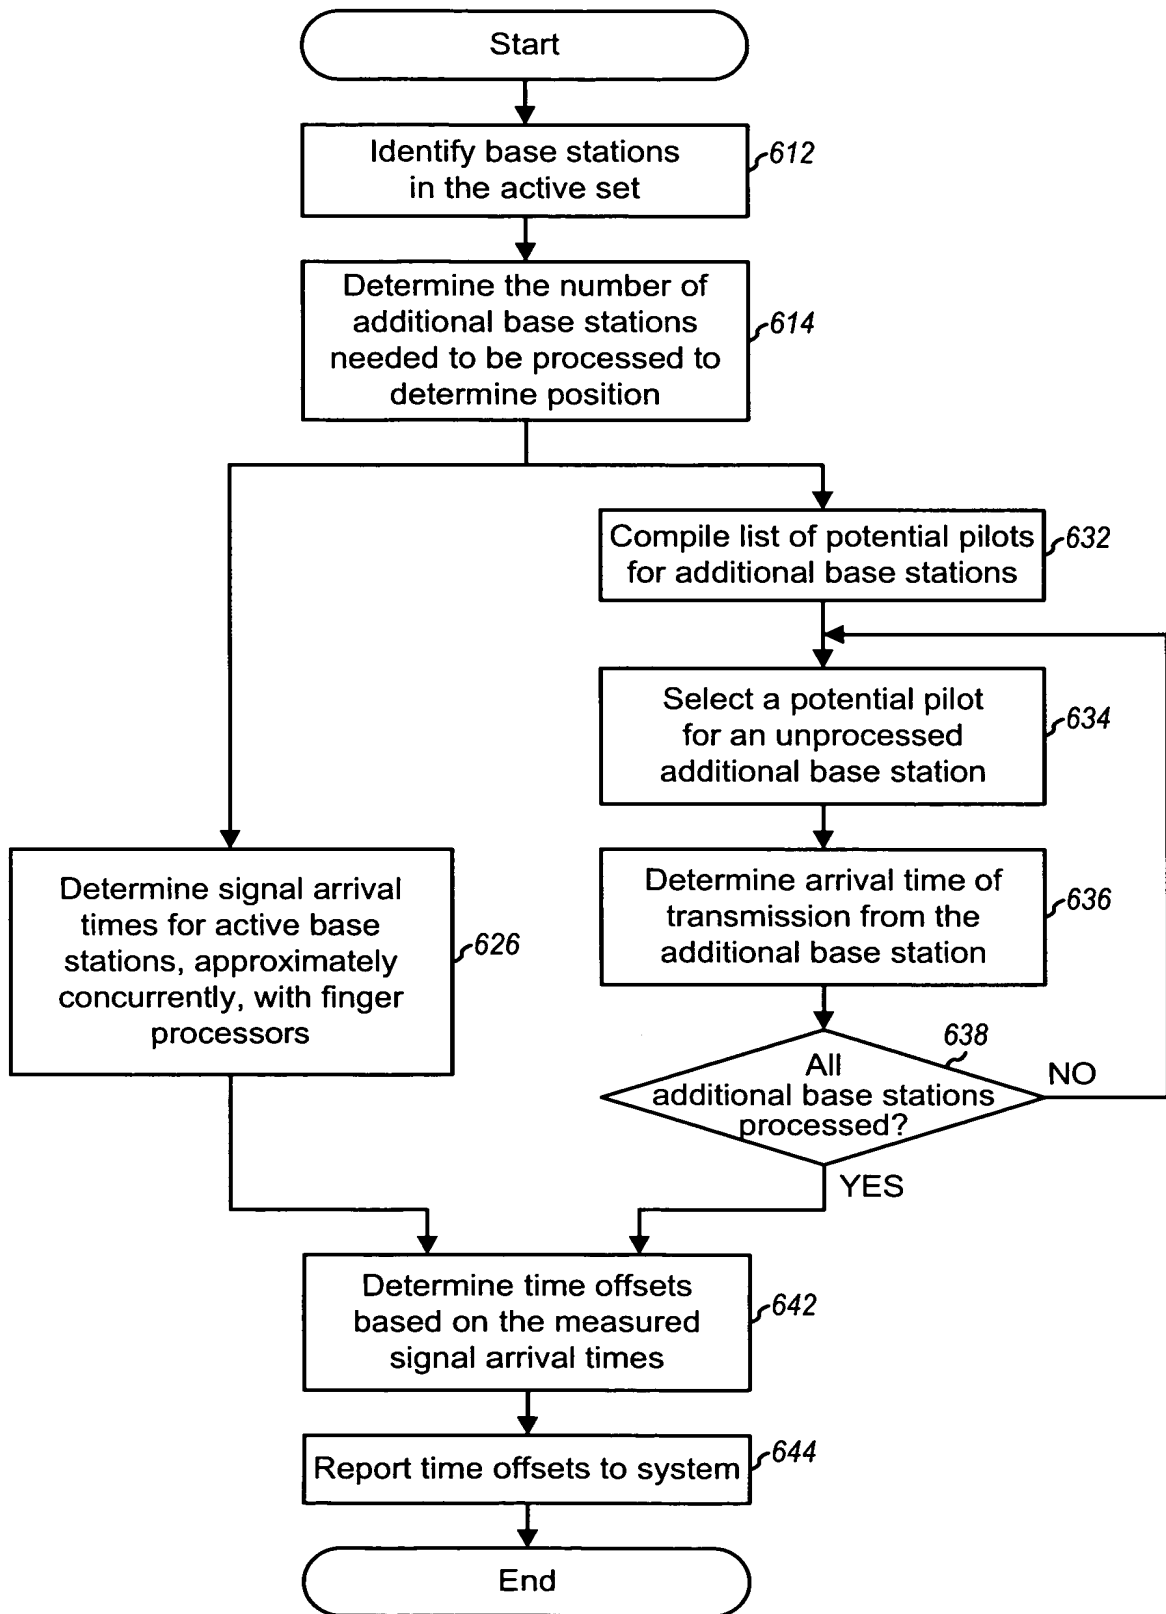 Start
Identify base stations
in the active set
612
Determine the number of
additional base stations
needed to be processed to
determine position
614
Compile list of potential pilots
for additional base stations
632
Select a potential pilot
for an unprocessed
additional base station
634
Determine signal arrival
times for active base
stations, approximately
concurrently, with finger
processors
626
Determine arrival time of
transmission from the
additional base station
636
All
additional base stations
processed?
638
NO
YES
Determine time offsets
based on the measured
signal arrival times
642
Report time offsets to system
644
End